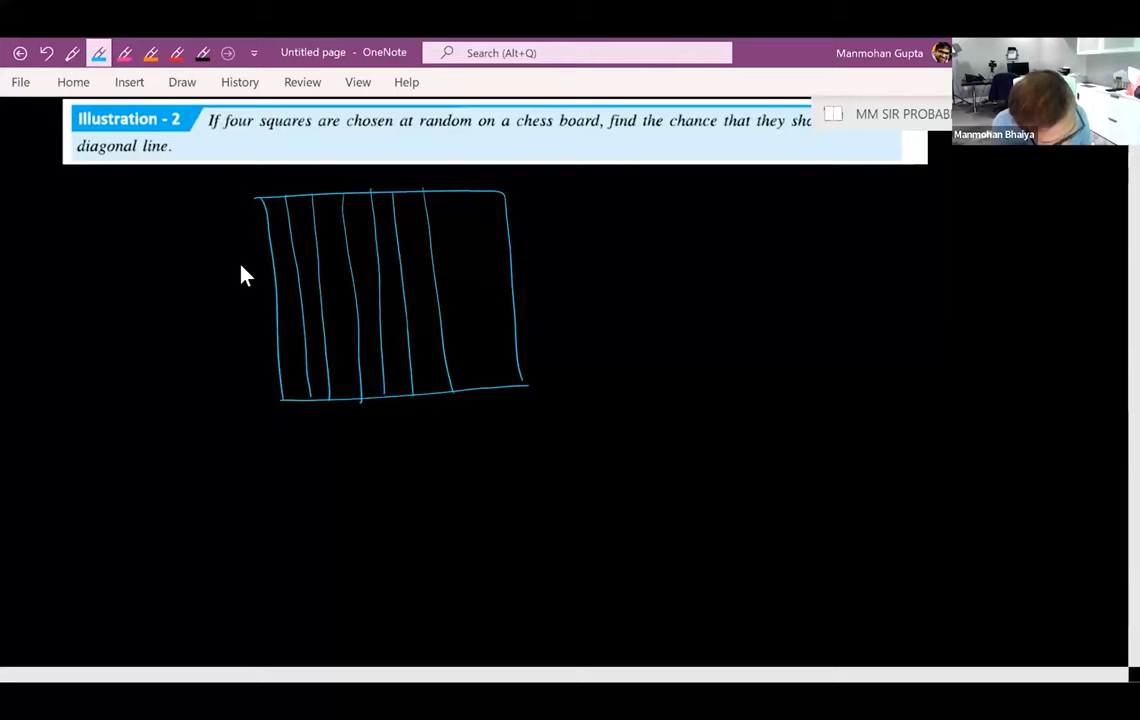 Untitled page - OneNote
Search (Alt+Q)
Manmohan Gupta
File Home Insert Draw History Review View Help
Illustration - 2 If four squares are chosen at random on a chess board, find the chance that they
diagonal line.
MM SIR
Manmohan Bhaiya